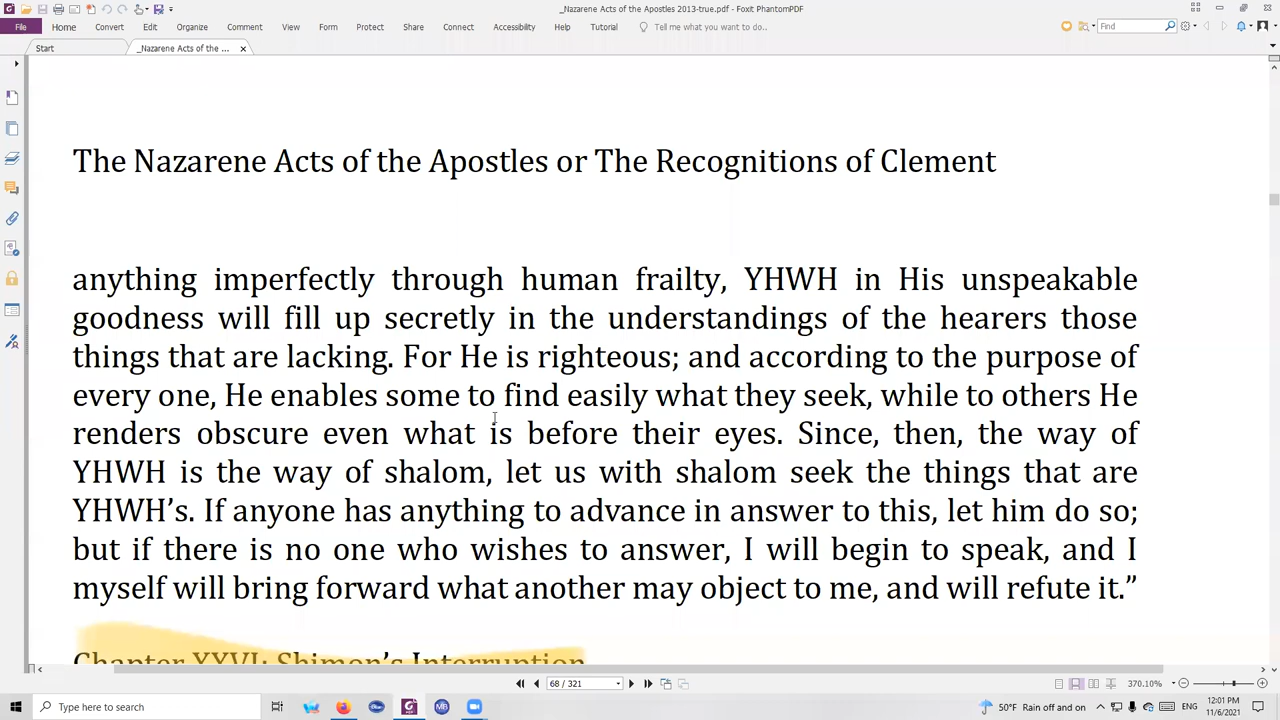 _Nazarene Acts of the Apostles 2013-true.pdf - Foxit PhantomPDF
File Home Convert Edit Organize Comment View Form Protect Share Connect Accessibility Help Tutorial Tell me what you want to do.. Find
Start _Nazarene Acts of the ...
The Nazarene Acts of the Apostles or The Recognitions of Clement
anything imperfectly through human frailty, YHWH in His unspeakable
goodness will fill up secretly in the understandings of the hearers those
things that are lacking. For He is righteous; and according to the purpose of
every one, He enables some to find easily what they seek, while to others He
renders obscure even what is before their eyes. Since, then, the way of
YHWH is the way of shalom, let us with shalom seek the things that are
YHWH’s. If anyone has anything to advance in answer to this, let him do so;
but if there is no one who wishes to answer, I will begin to speak, and I
myself will bring forward what another may object to me, and will refute it.”
Chapter XXVI: Shimon’s Interruption
68 / 321 370.10%
Type here to search MB 50°F Rain off and on ENG 12:01 PM
11/6/2021